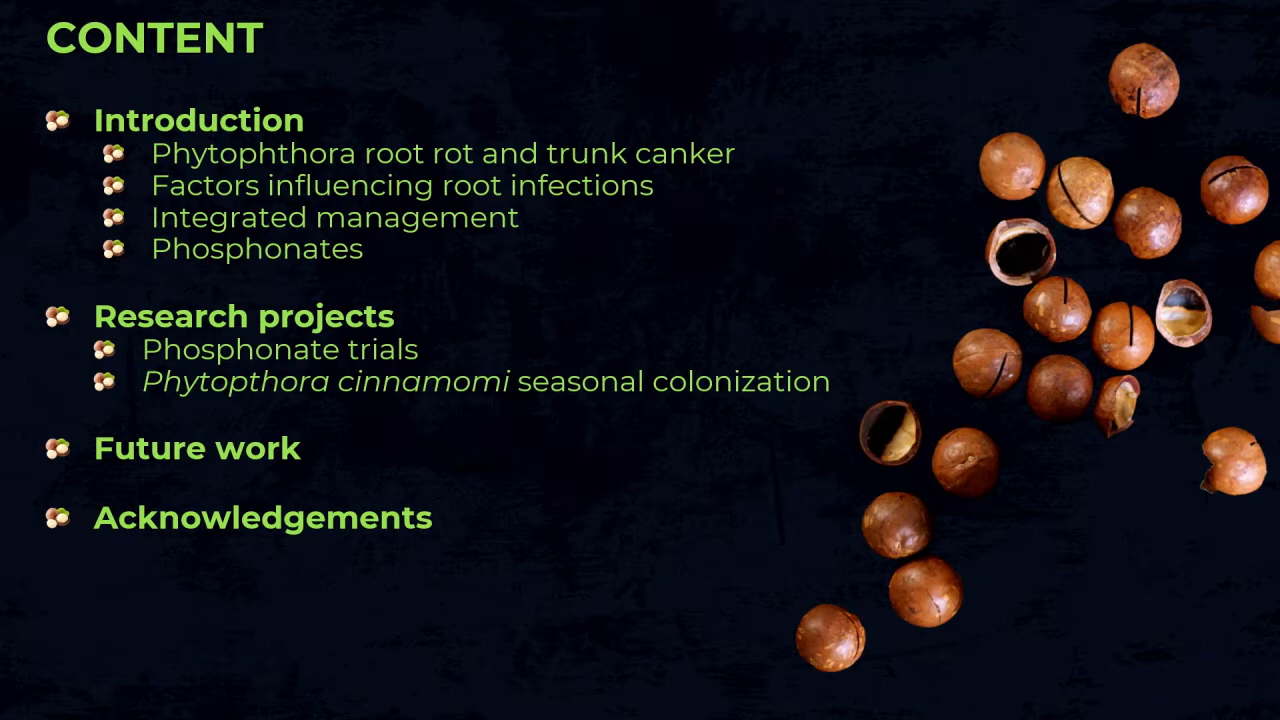 CONTENT
Introduction
Phytophthora root rot and trunk canker
Factors influencing root infections
Integrated management
Phosphonates
Research projects
Phosphonate trials
Phytopthora cinnamomi seasonal colonization
Future work
Acknowledgements